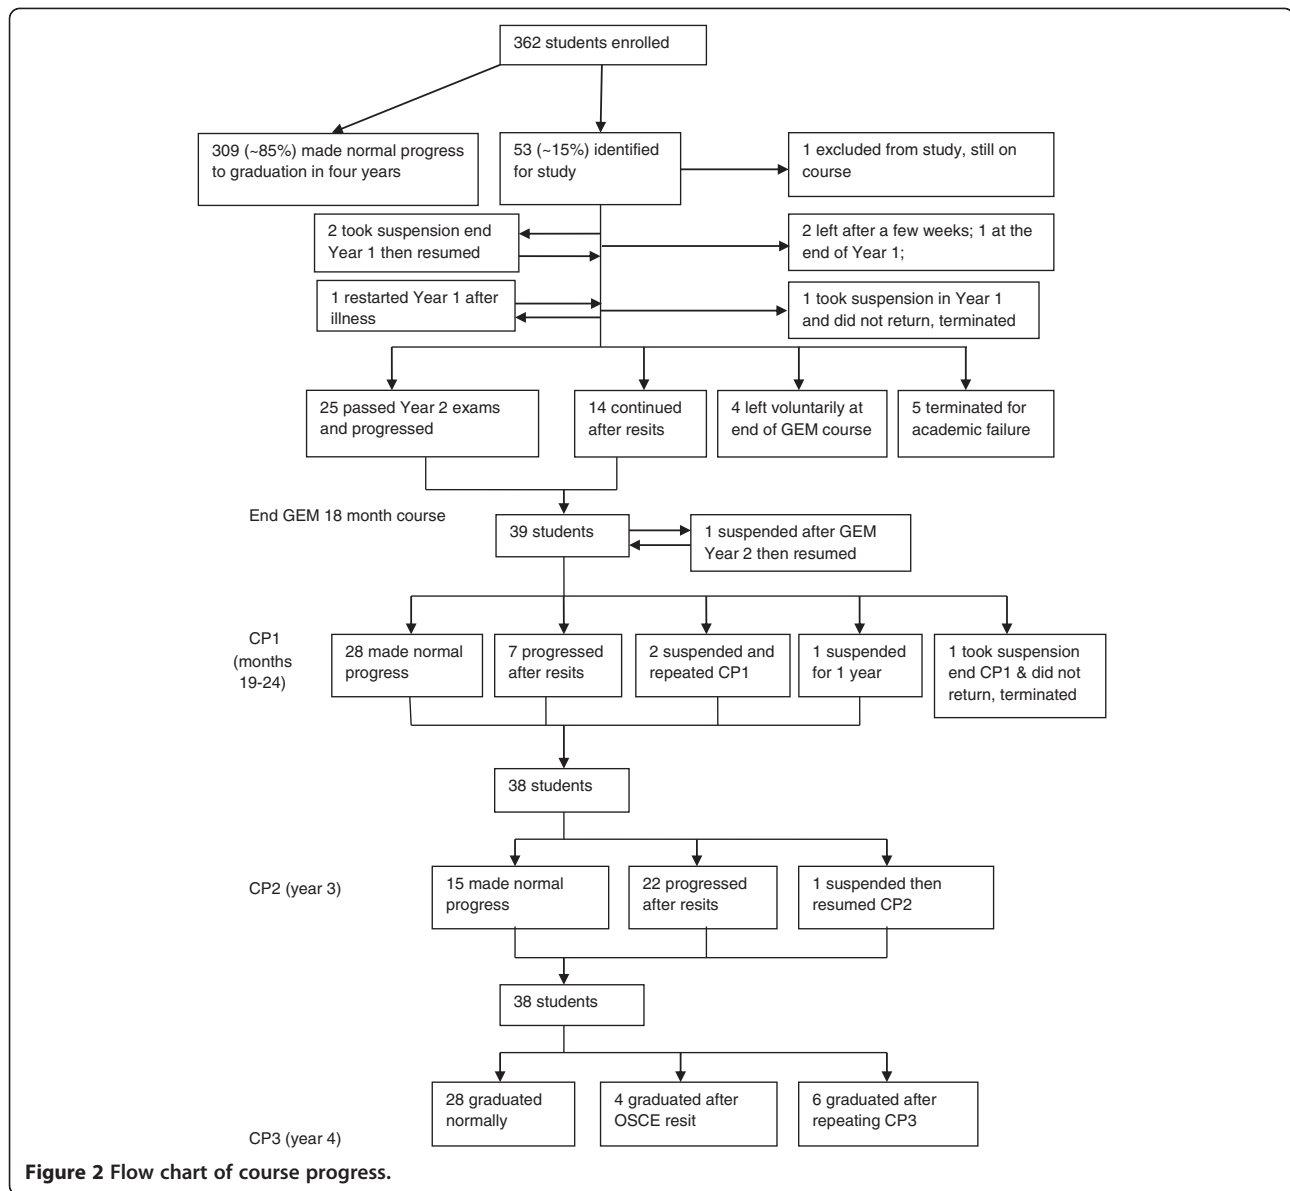 362 students enrolled
309 (~85%) made normal progress
to graduation in four years
53 (~15%) identified
for study
1 excluded from study, still on
course
2 took suspension end
Year 1 then resumed
2 left after a few weeks; 1 at the
end of Year 1;
1 restarted Year 1 after
illness
1 took suspension in Year 1
and did not return, terminated
25 passed Year 2 exams
and progressed
14 continued
after resits
4 left voluntarily at
end of GEM course
5 terminated for
academic failure
End GEM 18 month course
39 students
1 suspended after GEM
Year 2 then resumed
CP1
(months
19-24)
28 made normal
progress
7 progressed
after resits
2 suspended and
repeated CP1
1 suspended
for 1 year
1 took suspension
end CP1 & did not
return, terminated
38 students
CP2 (year 3)
15 made normal
progress
22 progressed
after resits
1 suspended then
resumed CP2
38 students
28 graduated
normally
4 graduated after
OSCE resit
6 graduated after
repeating CP3
CP3 (year 4)
Figure 2 Flow chart of course progress.